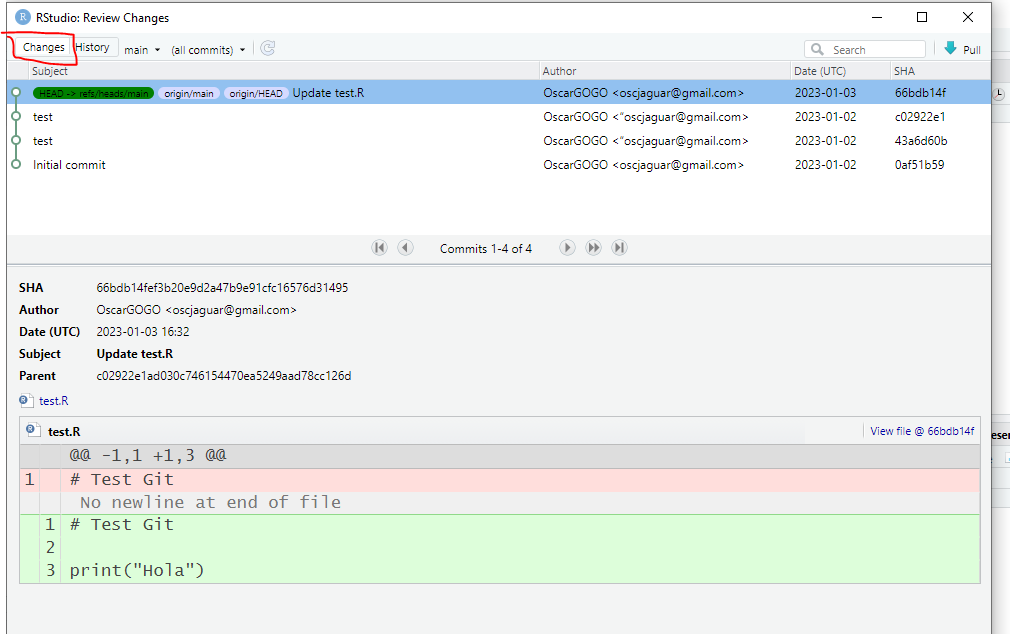 R RStudio: Review Changes
Changes History main (all commits) Search Pull
Subject Author Date (UTC) SHA
HEAD -> refs/heads/main origin/main origin/HEAD Update test.R OscarGOGO <oscjaguar@gmail.com> 2023-01-03 66bdb14f
test OscarGOGO <“oscjaguar@gmail.com> 2023-01-02 c02922e1
test OscarGOGO <“oscjaguar@gmail.com> 2023-01-02 43a6d60b
Initial commit OscarGOGO <“oscjaguar@gmail.com> 2023-01-02 0af51b59
Commits 1-4 of 4
SHA 66bdb14fef3b20e9d2a47b9e91cfc16576d31495
Author OscarGOGO <oscjaguar@gmail.com>
Date (UTC) 2023-01-03 16:32
Subject Update test.R
Parent c02922e1ad030c746154470ea5249aad78cc126d
test.R
test.R View file @ 66bdb14f
@@ -1,1 +1,3 @@
1 # Test Git
No newline at end of file
1 # Test Git
2
3 print("Hola")